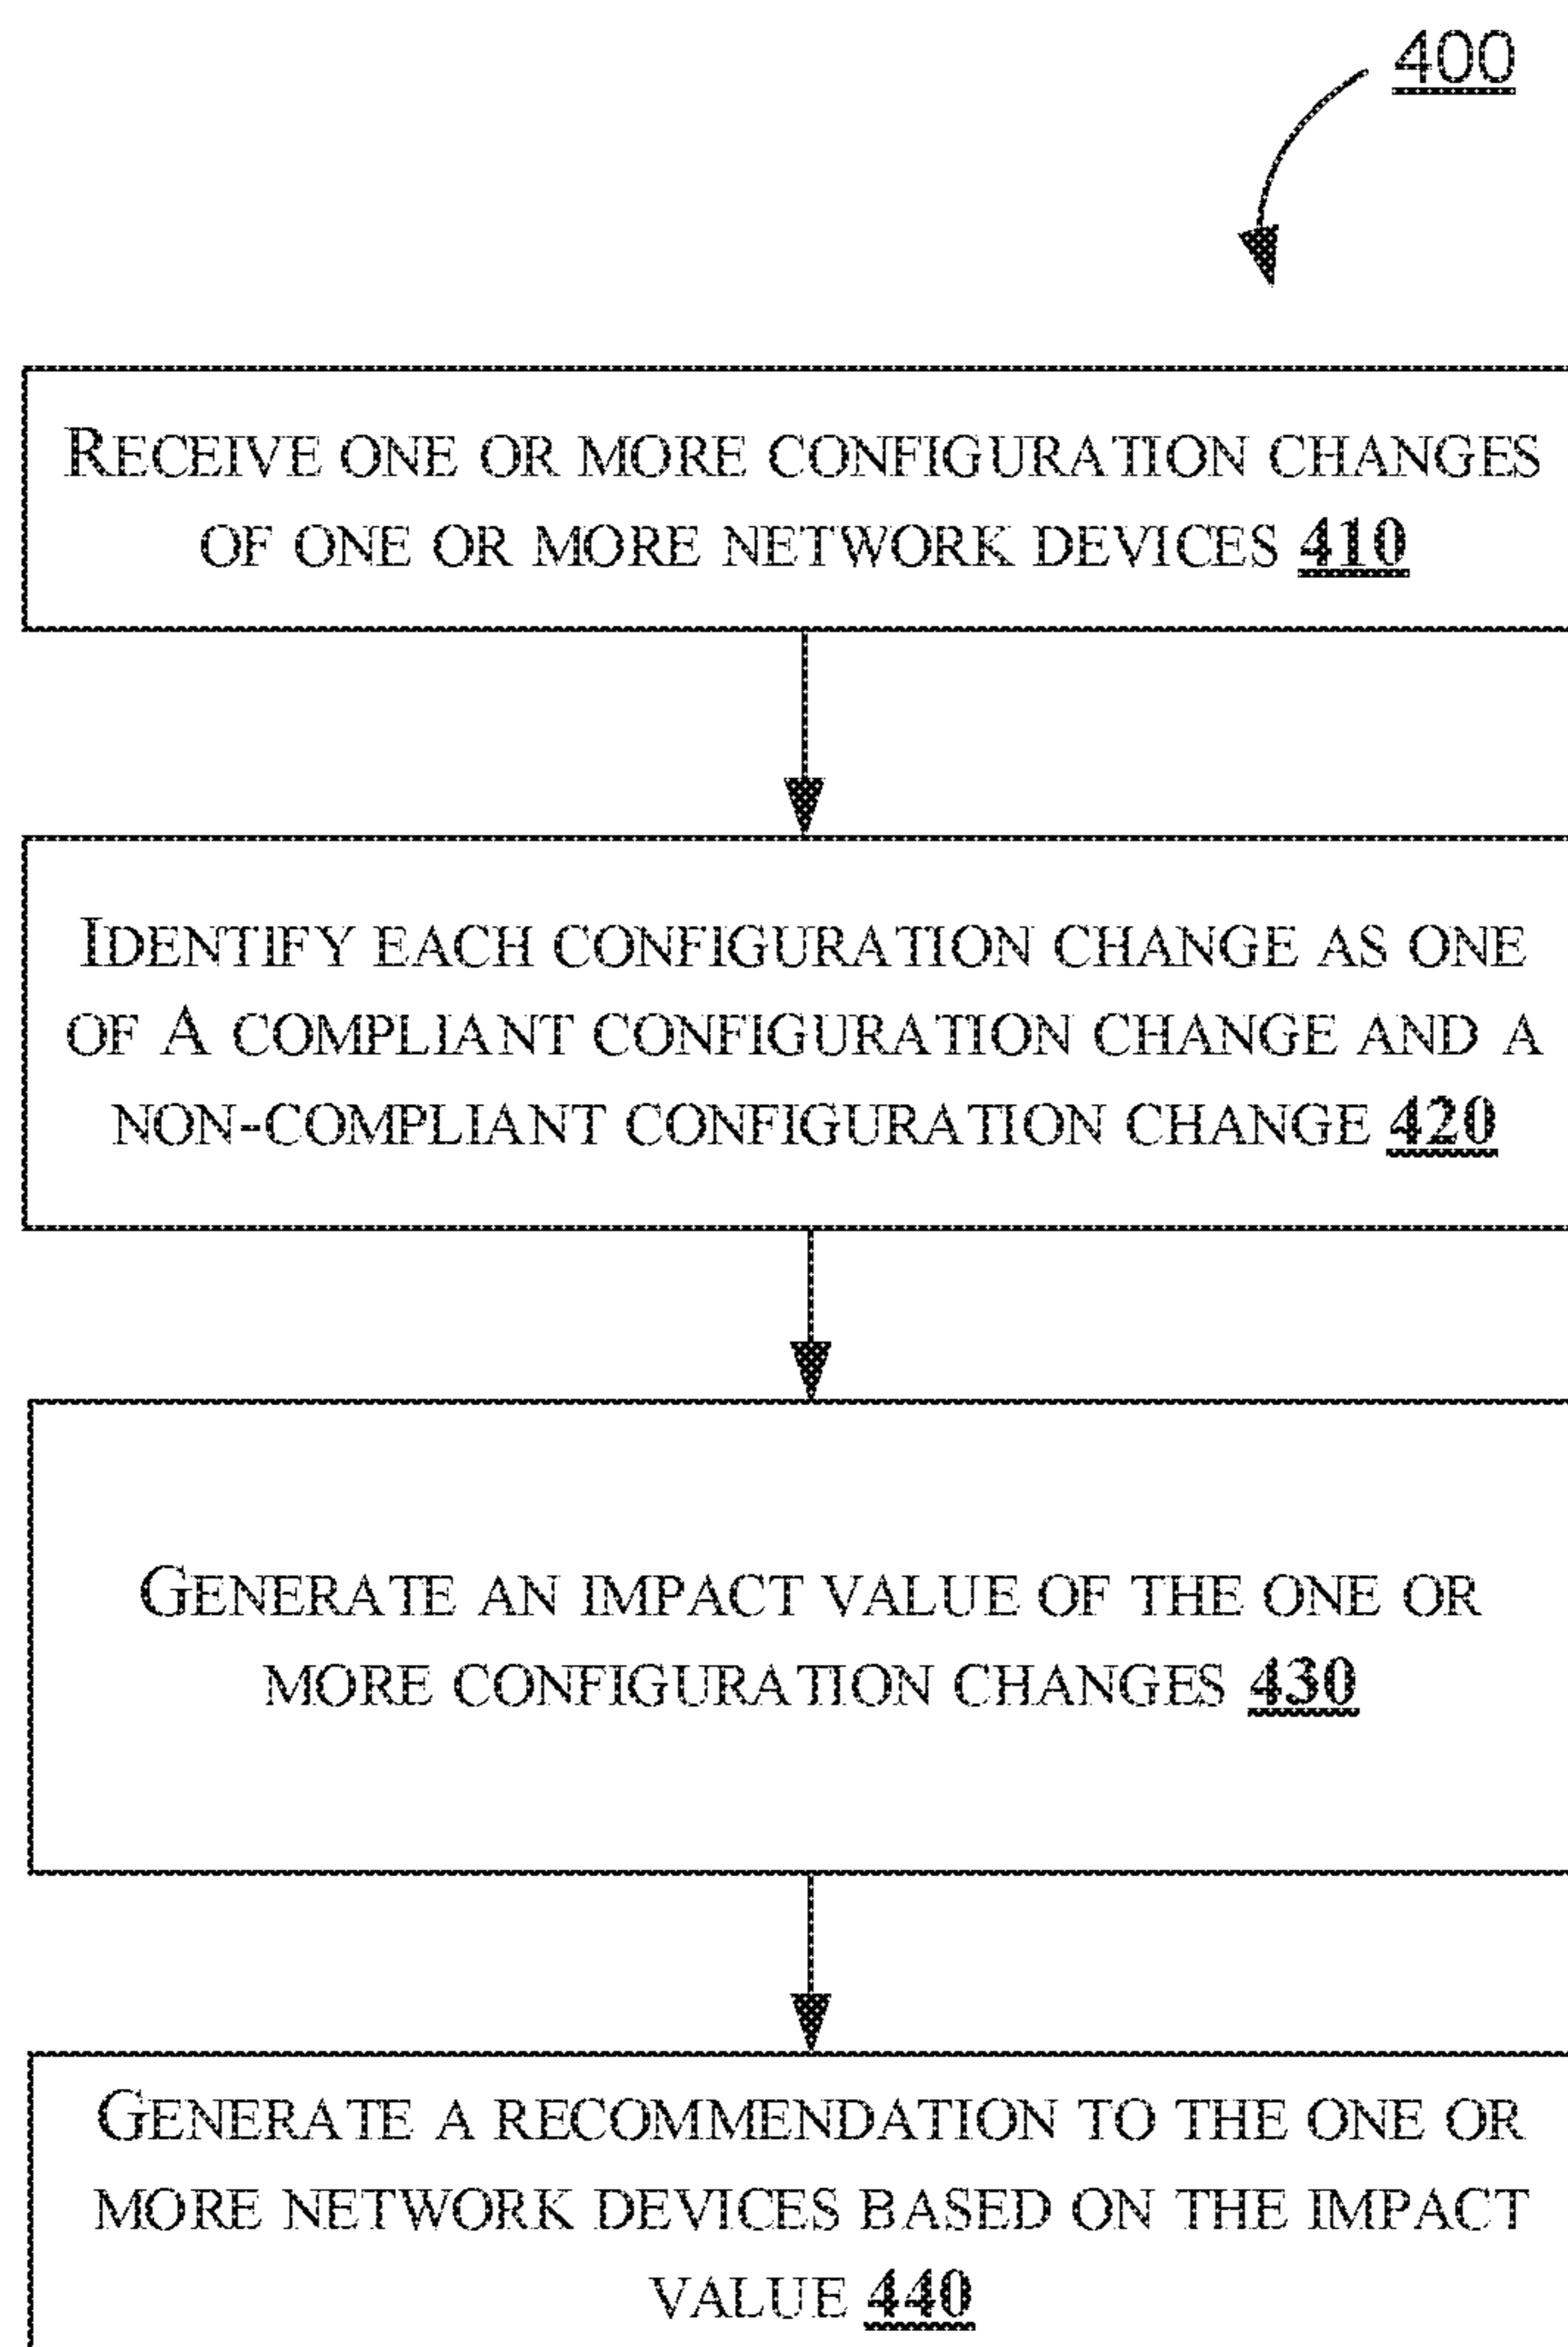 400
RECEIVE ONE OR MORE CONFIGURATION CHANGES
OF ONE OR MORE NETWORK DEVICES 410
IDENTIFY EACH CONFIGURATION CHANGE AS ONE
OF A COMPLIANT CONFIGURATION CHANGE AND A
NON-COMPLIANT CONFIGURATION CHANGE 420
GENERATE AN IMPACT VALUE OF THE ONE OR
MORE CONFIGURATION CHANGES 430
GENERATE A RECOMMENDATION TO THE ONE OR
MORE NETWORK DEVICES BASED ON THE IMPACT
VALUE 440